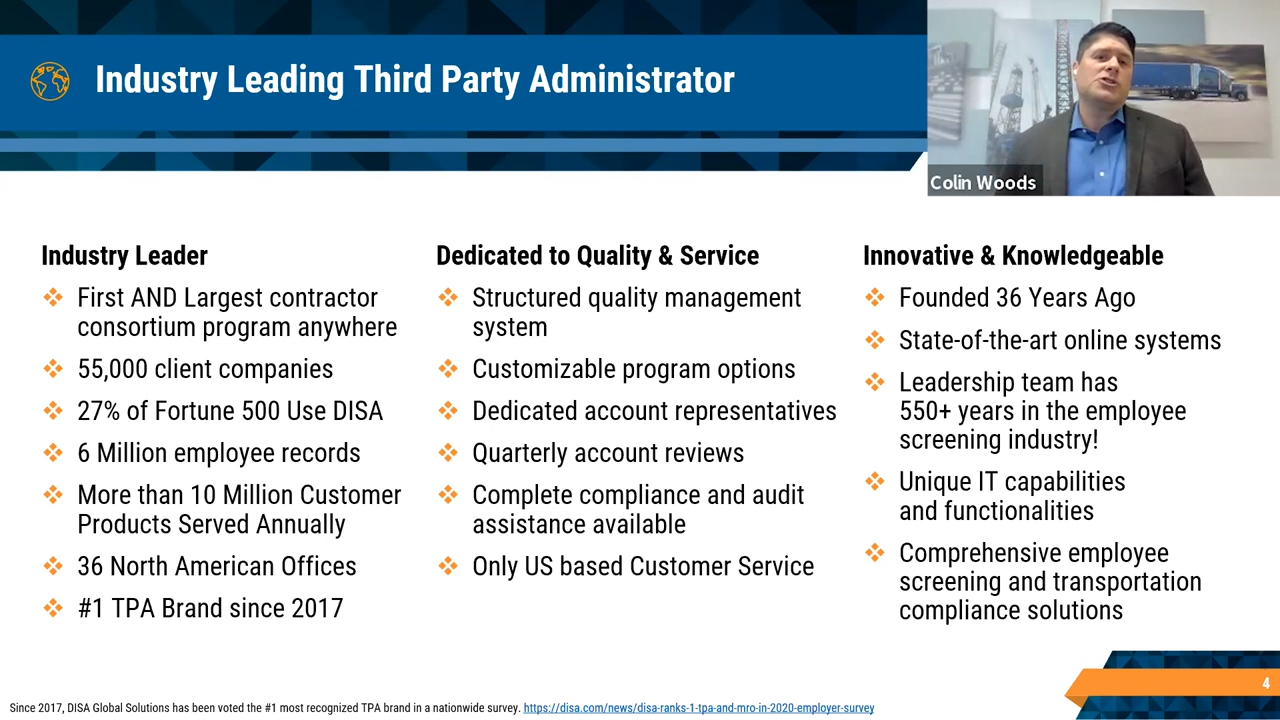 Industry Leading Third Party Administrator
Colin Woods
Industry Leader
First AND Largest contractor
consortium program anywhere
55,000 client companies
27% of Fortune 500 Use DISA
6 Million employee records
More than 10 Million Customer
Products Served Annually
36 North American Offices
#1 TPA Brand since 2017
Dedicated to Quality & Service
Structured quality management
system
Customizable program options
Dedicated account representatives
Quarterly account reviews
Complete compliance and audit
assistance available
Only US based Customer Service
Innovative & Knowledgeable
Founded 36 Years Ago
State-of-the-art online systems
Leadership team has
550+ years in the employee
screening industry!
Unique IT capabilities
and functionalities
Comprehensive employee
screening and transportation
compliance solutions
4
Since 2017, DISA Global Solutions has been voted the #1 most recognized TPA brand in a nationwide survey. https://disa.com/news/disa-ranks-1-tpa-and-mro-in-2020-employer-survey